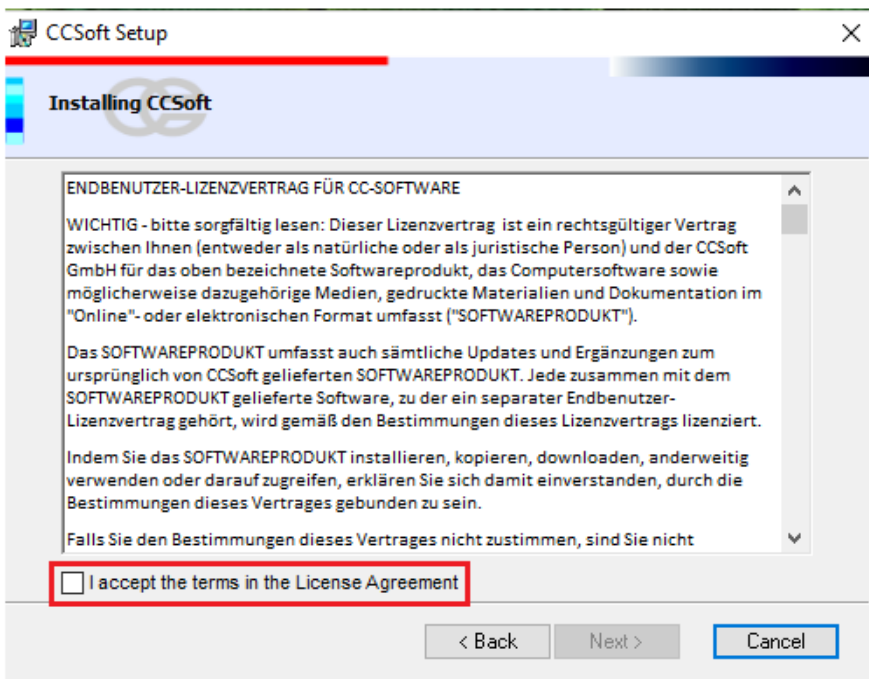 CCSoft Setup
Installing CCSoft
ENDBENUTZER-LIZENZVERTRAG FÜR CC-SOFTWARE
WICHTIG - bitte sorgfältig lesen: Dieser Lizenzvertrag ist ein rechtsgültiger Vertrag
zwischen Ihnen (entweder als natürliche oder als juristische Person) und der CCSoft
GmbH für das oben bezeichnete Softwareprodukt, das Computersoftware sowie
möglicherweise dazugehörige Medien, gedruckte Materialien und Dokumentation im
"Online"- oder elektronischen Format umfasst ("SOFTWAREPRODUKT").
Das SOFTWAREPRODUKT umfasst auch sämtliche Updates und Ergänzungen zum
ursprünglich von CCSoft gelieferten SOFTWAREPRODUKT. Jede zusammen mit dem
SOFTWAREPRODUKT gelieferte Software, zu der ein separater Endbenutzer-
Lizenzvertrag gehört, wird gemäß den Bestimmungen dieses Lizenzvertrags lizenziert.
Indem Sie das SOFTWAREPRODUKT installieren, kopieren, downloaden, anderweitig
verwenden oder darauf zugreifen, erklären Sie sich damit einverstanden, durch die
Bestimmungen dieses Vertrages gebunden zu sein.
Falls Sie den Bestimmungen dieses Vertrages nicht zustimmen, sind Sie nicht
I accept the terms in the License Agreement
< Back
Next >
Cancel